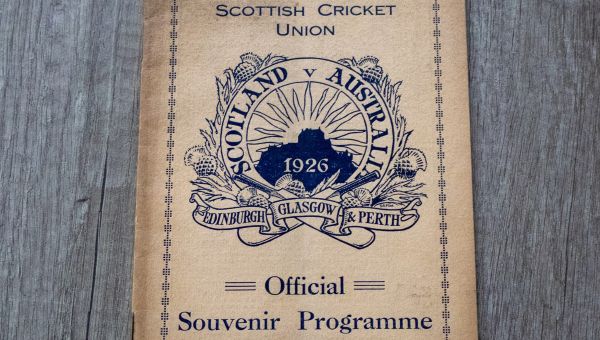 SCOTTISH CRICKET
UNION
SCOTLAND V AUSTRALIA
1926
EDINBURGH GLASGOW & PERTH
Official
Souvenir Programme